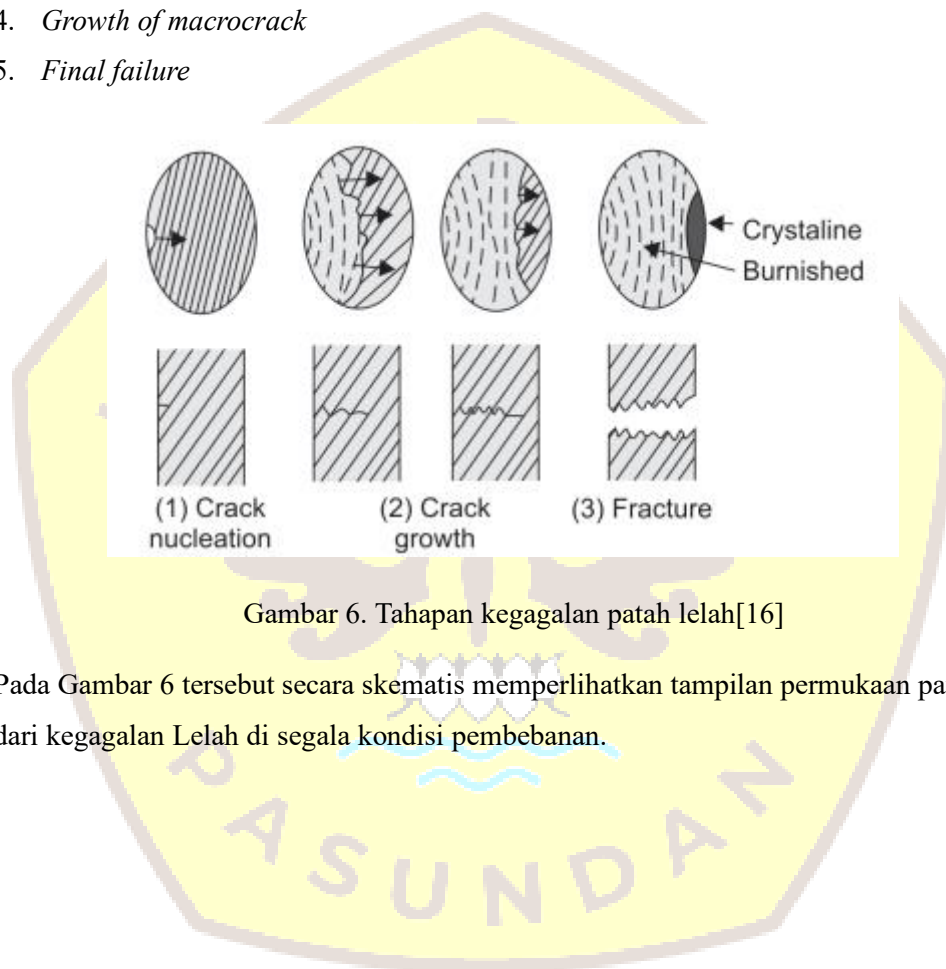 4. Growth of macrocrack
5. Final failure
Crystaline
Burnished
(1) Crack
nucleation
(2) Crack
growth
(3) Fracture
Gambar 6. Tahapan kegagalan patah lelah[16]
Pada Gambar 6 tersebut secara skematis memperlihatkan tampilan permukaan pa
dari kegagalan Lelah di segala kondisi pembebanan.
PASUNDAN